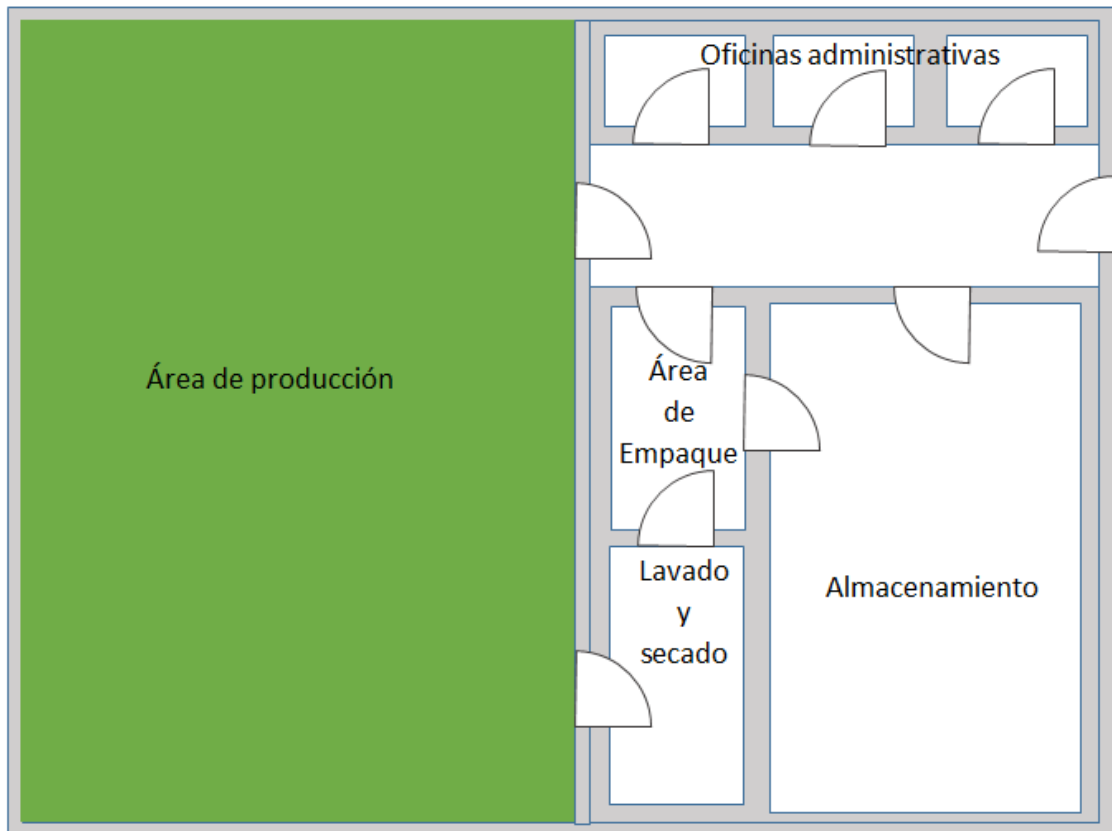 Oficinas administrativas
Área de producción
Área
de
Empaque
Lavado
y
secado
Almacenamiento